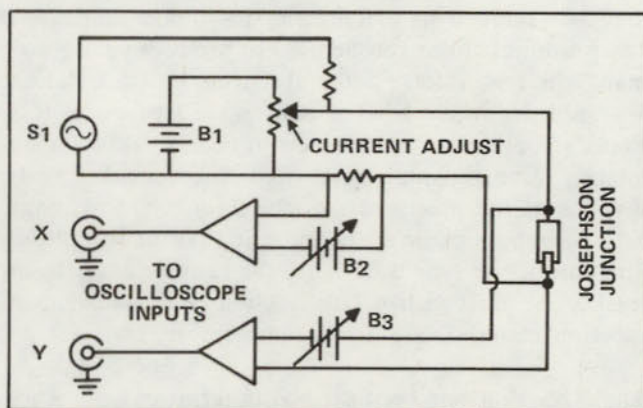 S1
B1
CURRENT ADJUST
X
B2
TO
OSCILLOSCOPE
INPUTS
B3
Y
JOSEPHSON
JUNCTION